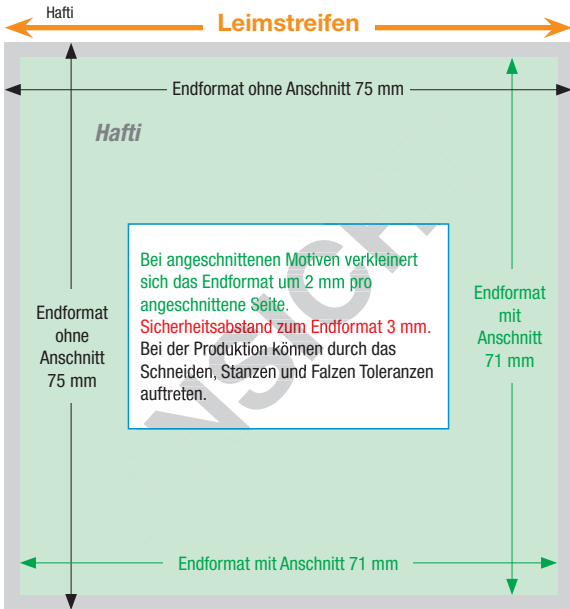 Hafti
Leimstreifen
Endformat ohne Anschnitt 75 mm
Hafti
Bei angeschnittenen Motiven verkleinert
sich das Endformat um 2 mm pro
angeschnittene Seite.
Sicherheitsabstand zum Endformat 3 mm.
Bei der Produktion können durch das
Schneiden, Stanzen und Falzen Toleranzen
auftreten.
Endformat
ohne
Anschnitt
75 mm
Endformat
mit
Anschnitt
71 mm
Endformat mit Anschnitt 71 mm